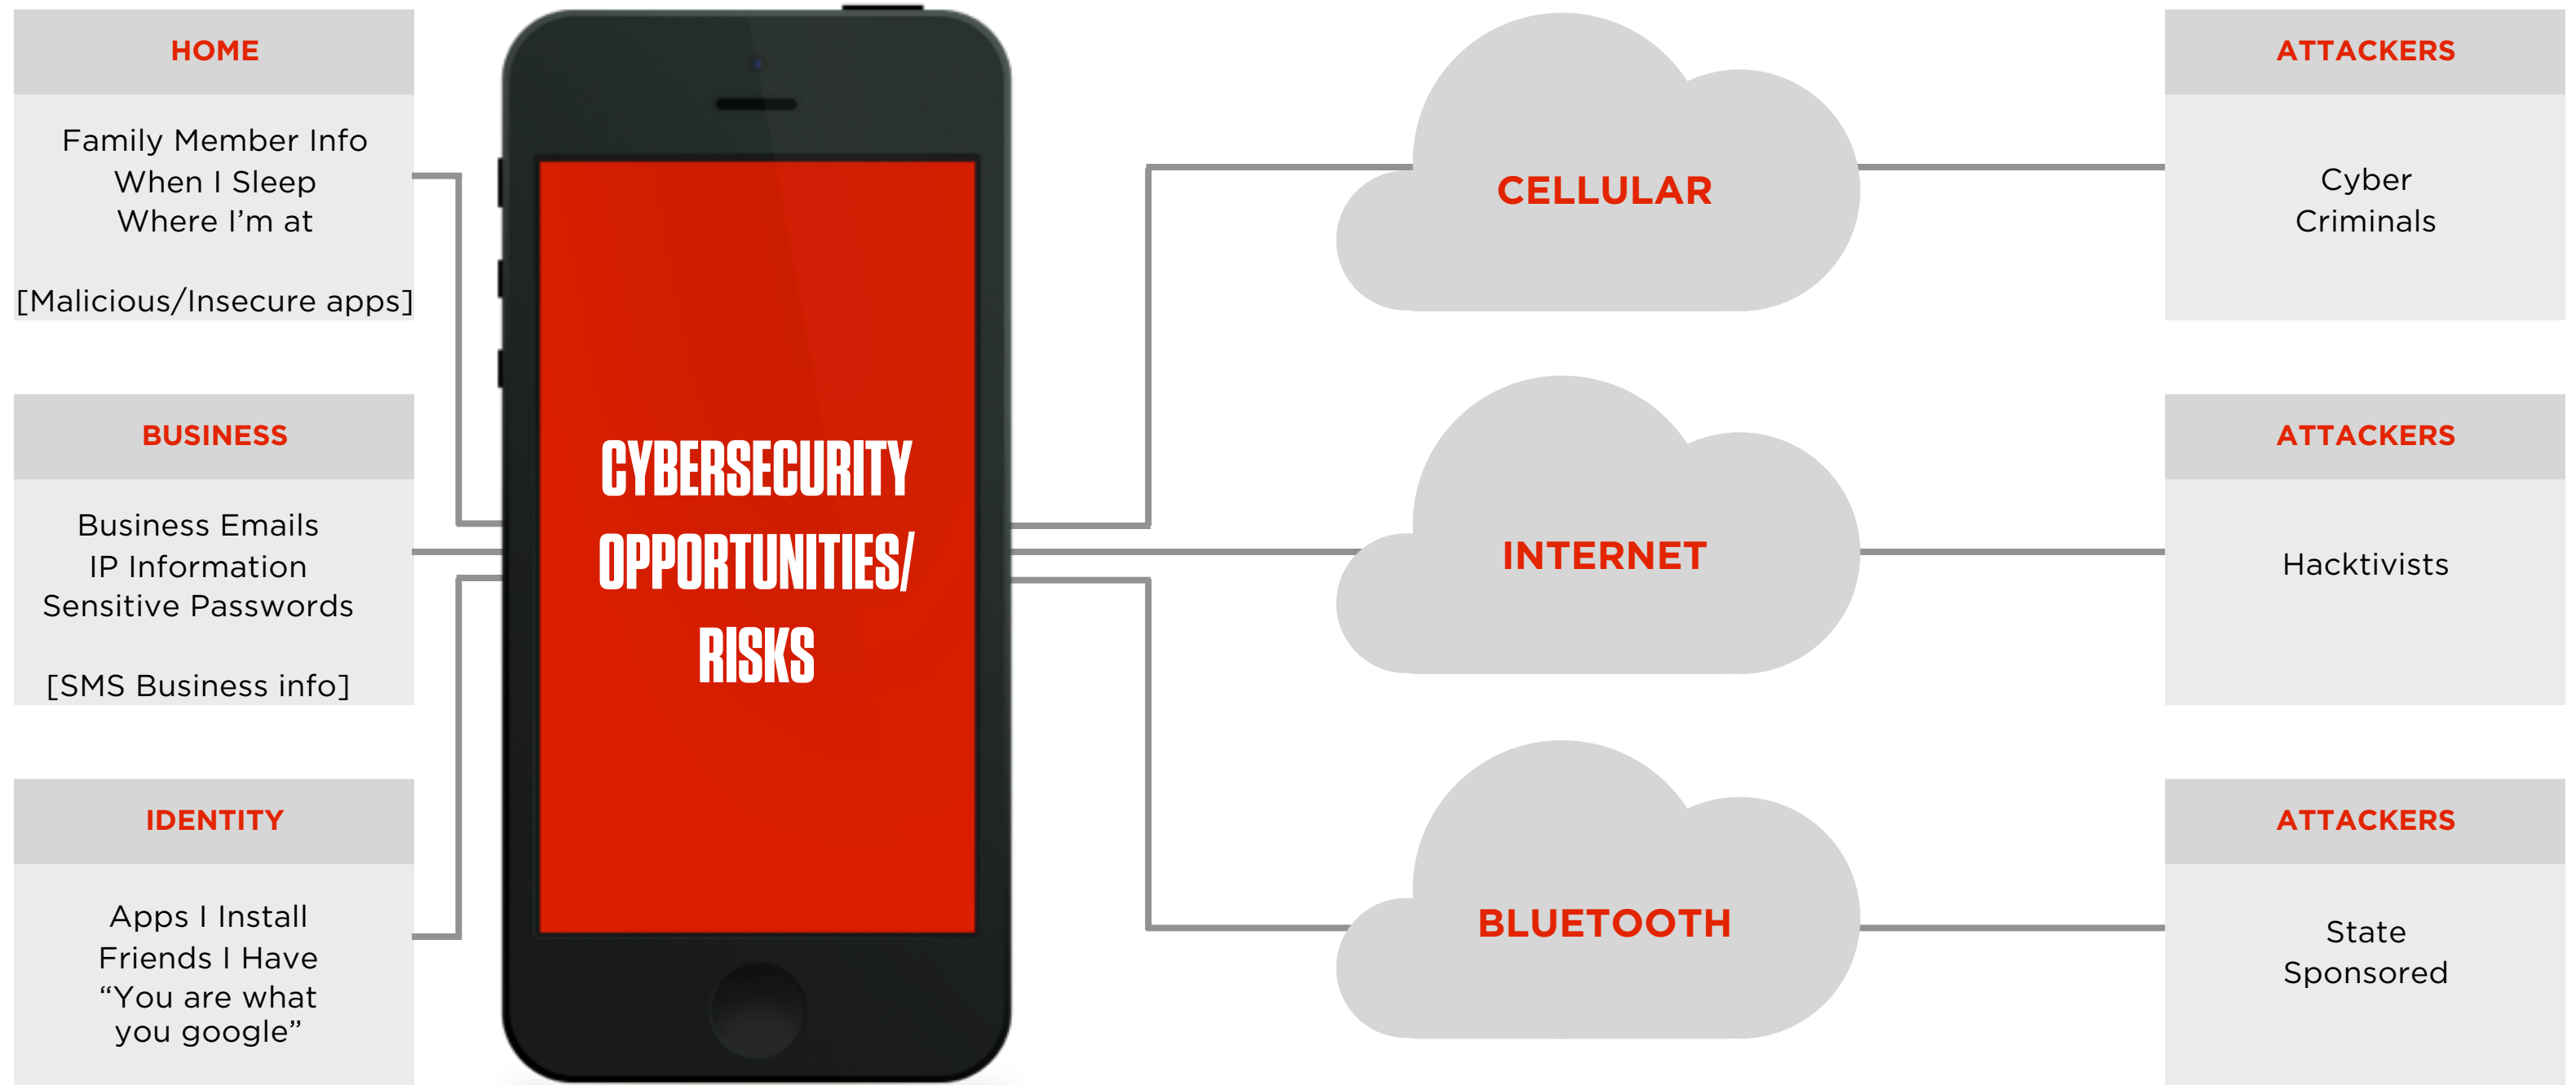 HOME
Family Member Info
When I Sleep
Where I’m at
[Malicious/Insecure apps]
BUSINESS
Business Emails
IP Information
Sensitive Passwords
[SMS Business info]
IDENTITY
Apps I Install
Friends I Have
“You are what
you google”
CYBERSECURITY
OPPORTUNITIES/
RISKS
CELLULAR
INTERNET
BLUETOOTH
ATTACKERS
Cyber
Criminals
ATTACKERS
Hacktivists
ATTACKERS
State
Sponsored